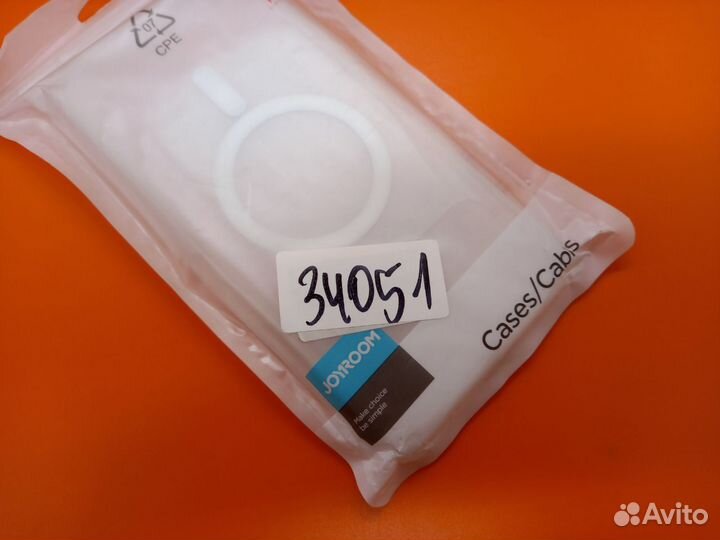 07
CPE
34051
JOYROOM
Make choice
be simple
Cases/Cabls
Avito